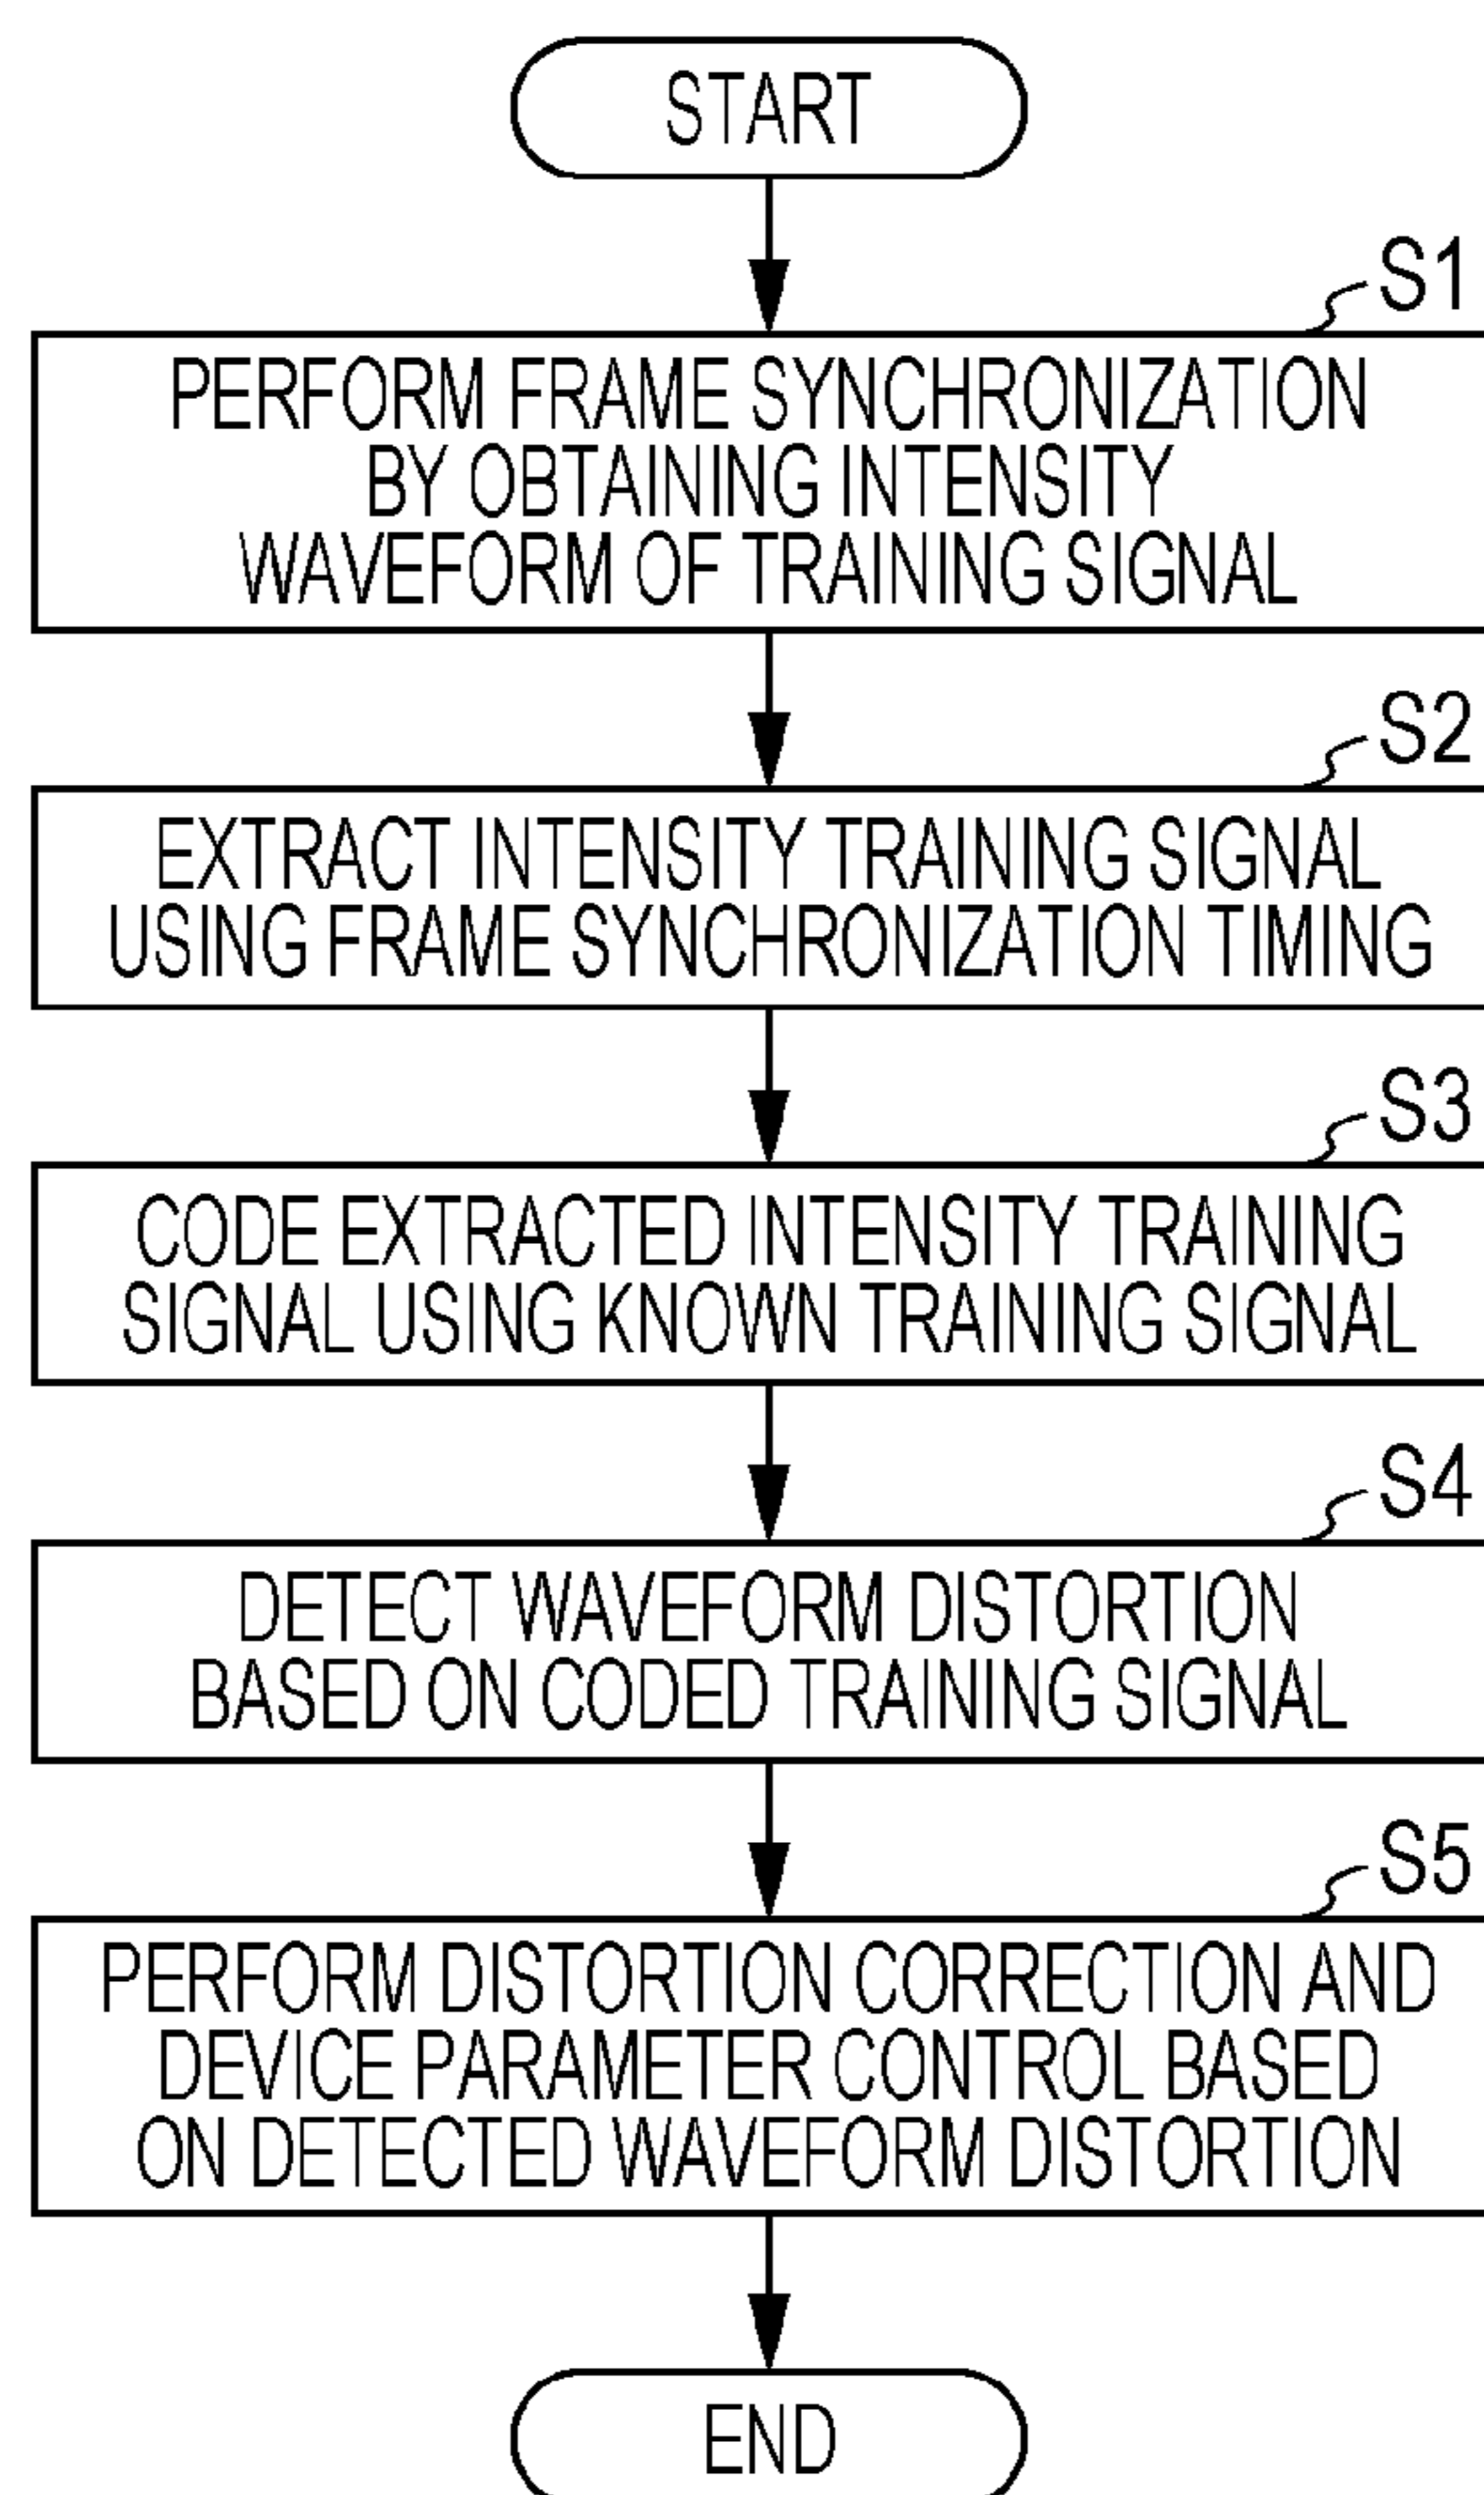 START
S1
PERFORM FRAME SYNCHRONIZATION
BY OBTAINING INTENSITY
WAVEFORM OF TRAINING SIGNAL
S2
EXTRACT INTENSITY TRAINING SIGNAL
USING FRAME SYNCHRONIZATION TIMING
S3
CODE EXTRACTED INTENSITY TRAINING
SIGNAL USING KNOWN TRAINING SIGNAL
S4
DETECT WAVEFORM DISTORTION
BASED ON CODED TRAINING SIGNAL
S5
PERFORM DISTORTION CORRECTION AND
DEVICE PARAMETER CONTROL BASED
ON DETECTED WAVEFORM DISTORTION
END